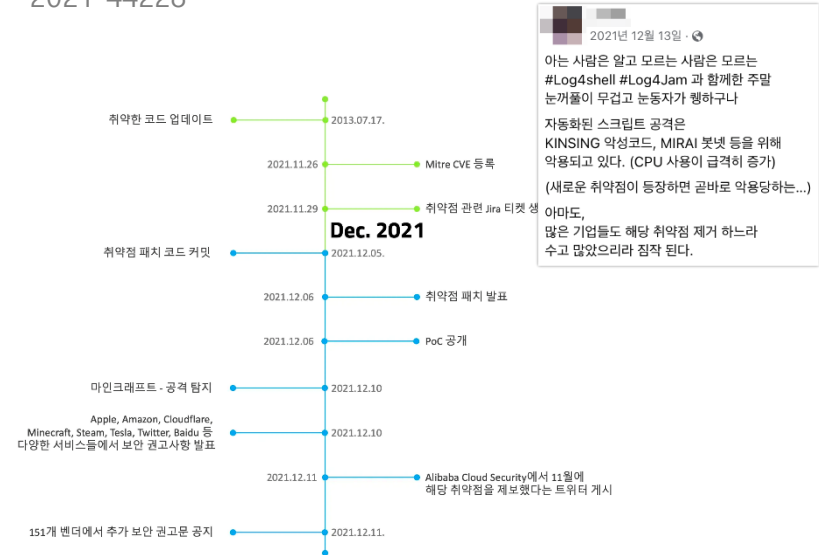 2021-44228
2021년 12월 13일 ·
아는 사람은 알고 모르는 사람은 모르는
#Log4shell #Log4Jam 과 함께한 주말
눈꺼풀이 무겁고 눈동자가 퀭하구나
자동화된 스크립트 공격은
KINSING 악성코드, MIRAI 봇넷 등을 위해
악용되고 있다. (CPU 사용이 급격히 증가)
(새로운 취약점이 등장하면 곧바로 악용당하는...)
아마도,
많은 기업들도 해당 취약점 제거 하느라
수고 많았으리라 짐작 된다.
취약한 코드 업데이트
2013.07.17.
2021.11.26
Mitre CVE 등록
2021.11.29
취약점 관련 Jira 티켓 생
Dec. 2021
취약점 패치 코드 커밋
2021.12.05.
2021.12.06
취약점 패치 발표
2021.12.06
PoC 공개
마인크래프트 - 공격 탐지
2021.12.10
Apple, Amazon, Cloudflare,
Minecraft, Steam, Tesla, Twitter, Baidu 등
다양한 서비스들에서 보안 권고사항 발표
2021.12.10
2021.12.11
Alibaba Cloud Security에서 11월에
해당 취약점을 제보했다는 트위터 게시
151개 벤더에서 추가 보안 권고문 공지
2021.12.11.